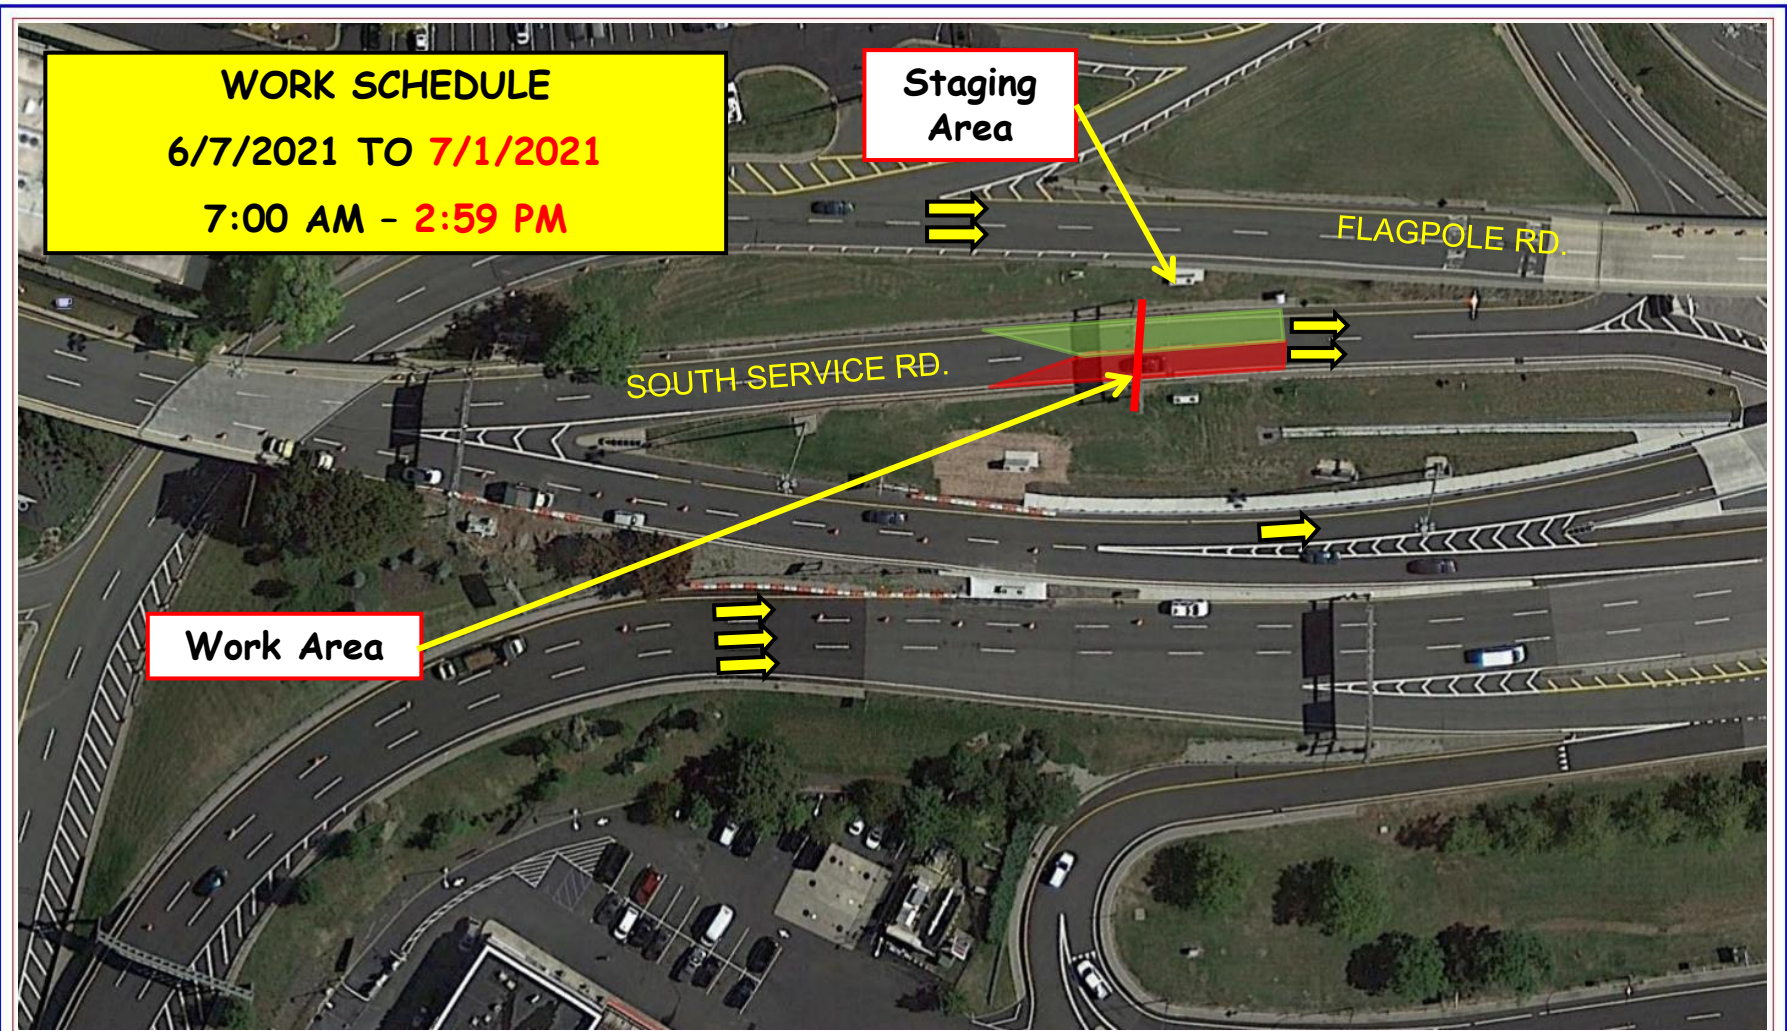 WORK SCHEDULE
6/7/2021 TO 7/1/2021
7:00 AM – 2:59 PM
Staging
Area
FLAGPOLE RD.
SOUTH SERVICE RD.
Work Area